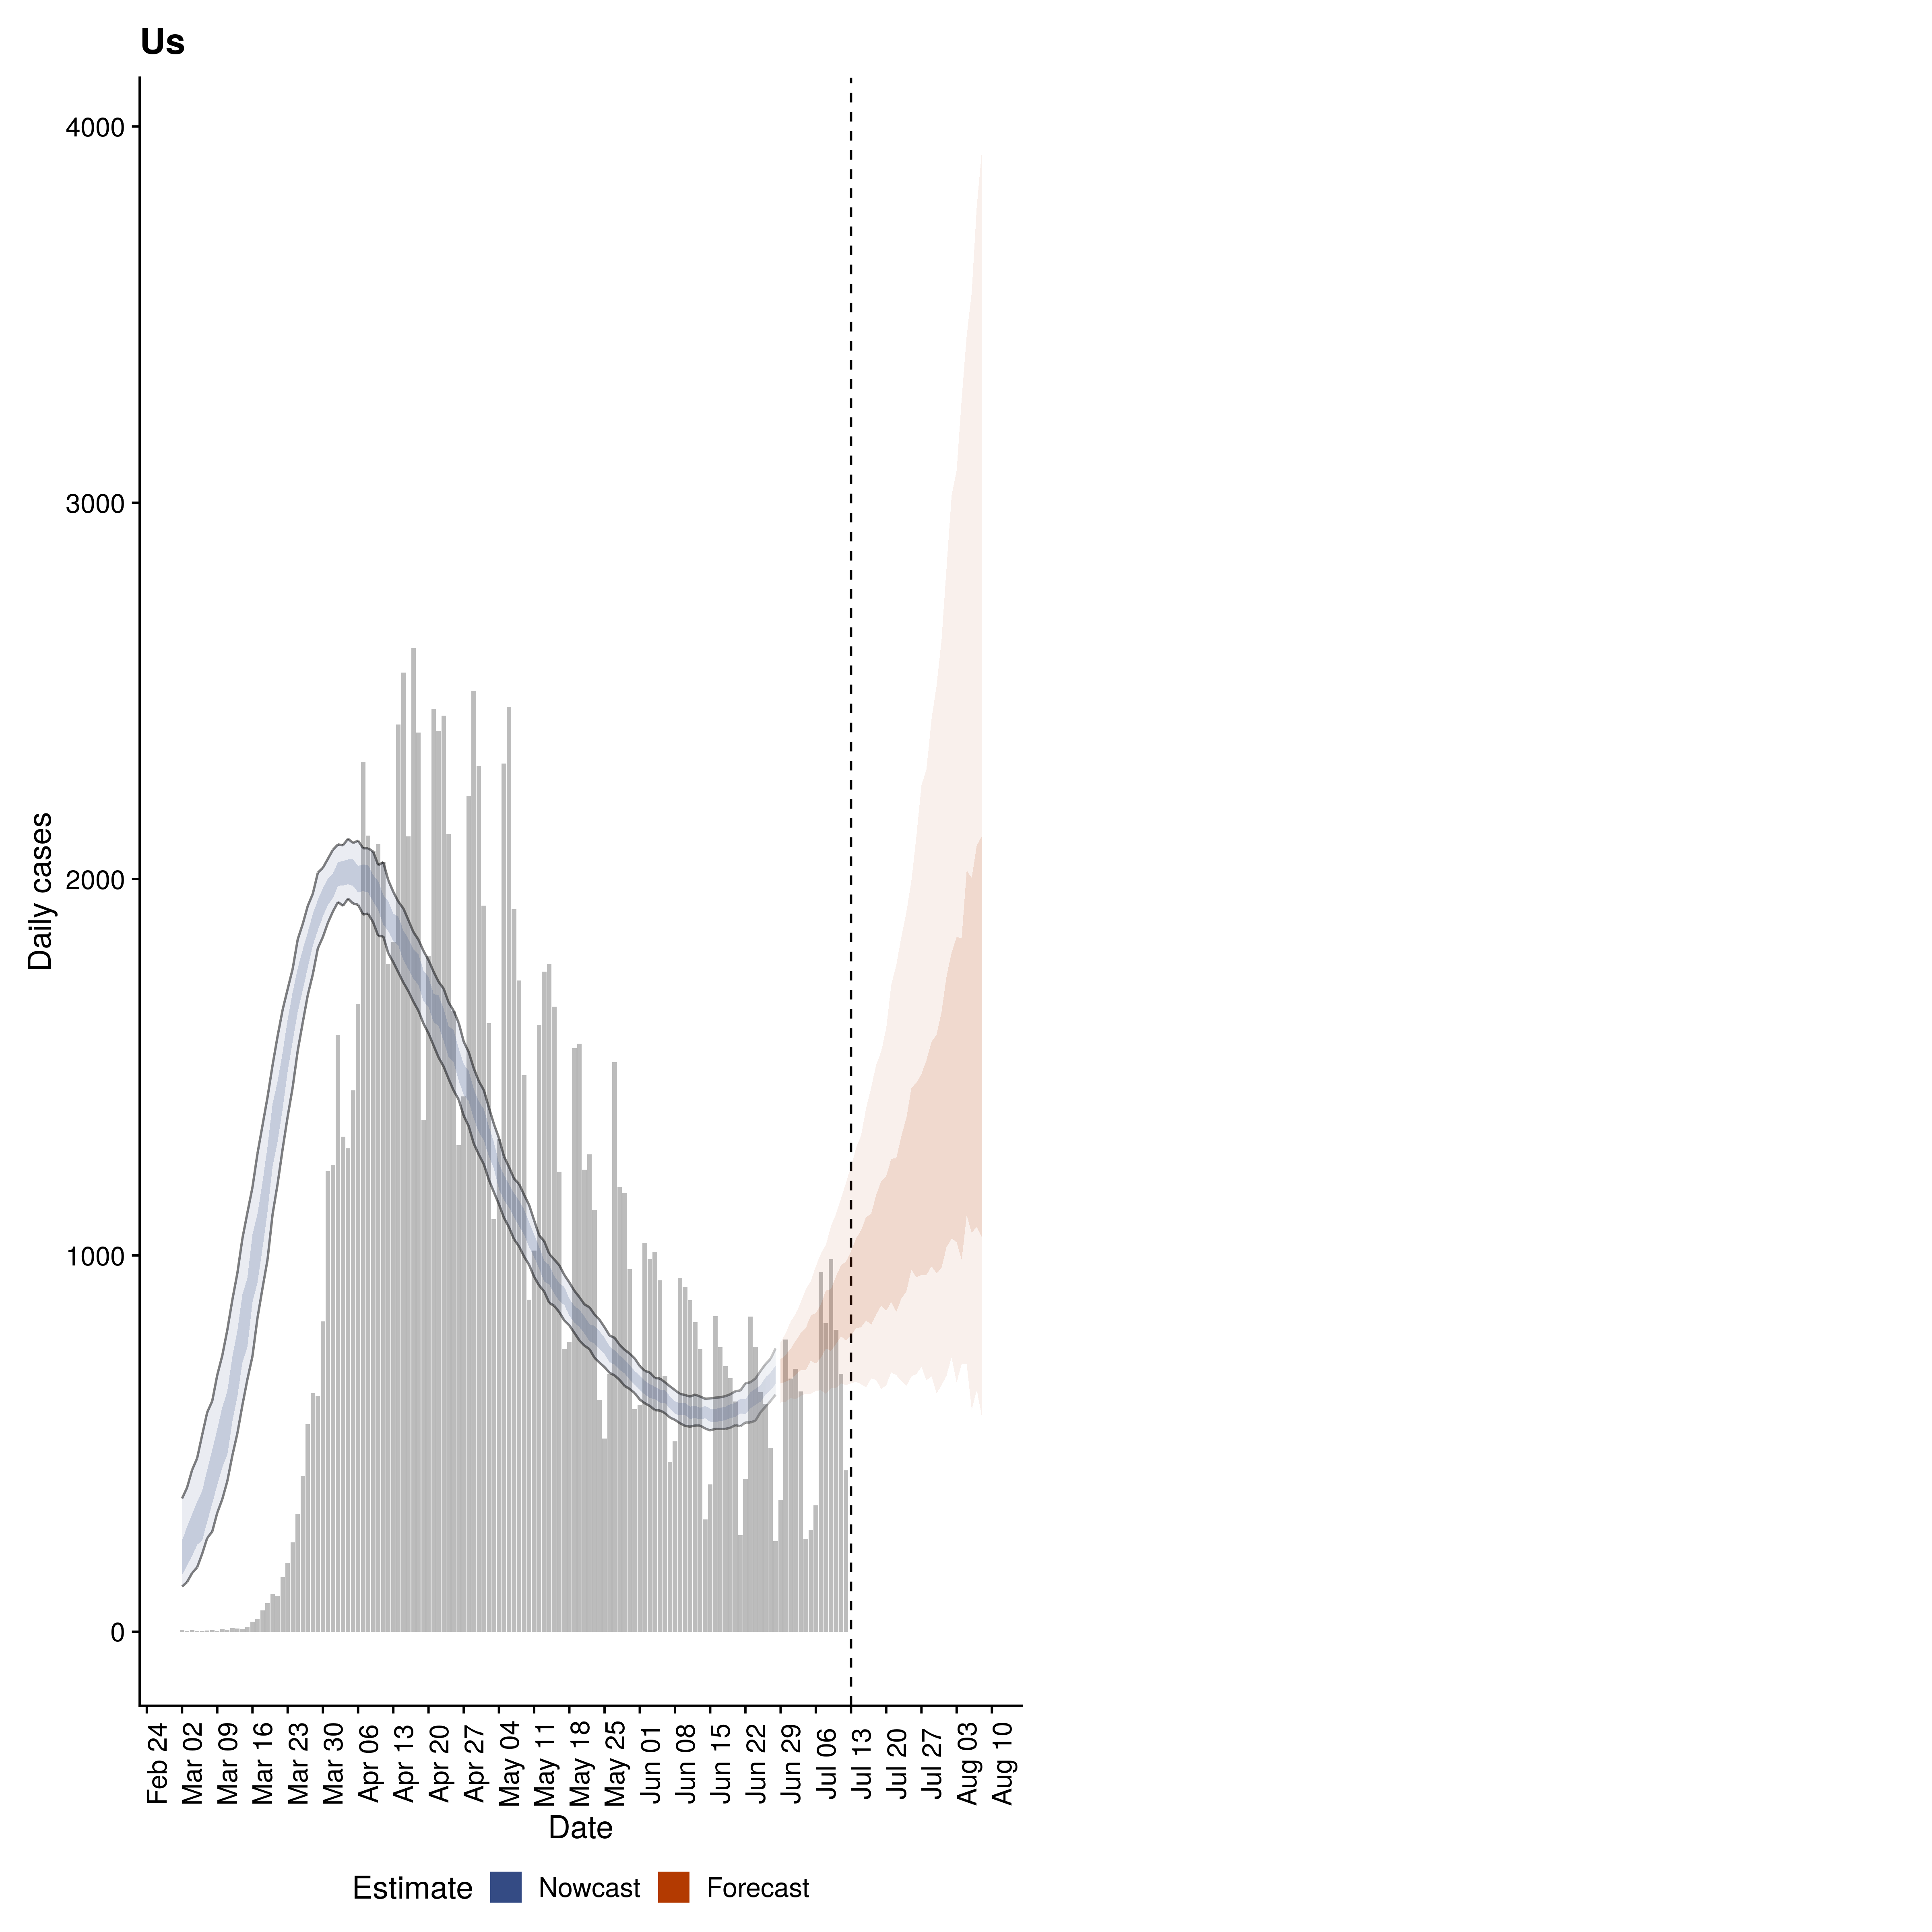 Us
Daily cases
4000
3000
2000
1000
0
Feb 24
Mar 02
Mar 09
Mar 16
Mar 23
Mar 30
Apr 06
Apr 13
Apr 20
Apr 27
May 04
May 11
May 18
May 25
Jun 01
Jun 08
Jun 15
Jun 22
Jun 29
Jul 06
Jul 13
Jul 20
Jul 27
Aug 03
Aug 10
Date
Estimate Nowcast Forecast